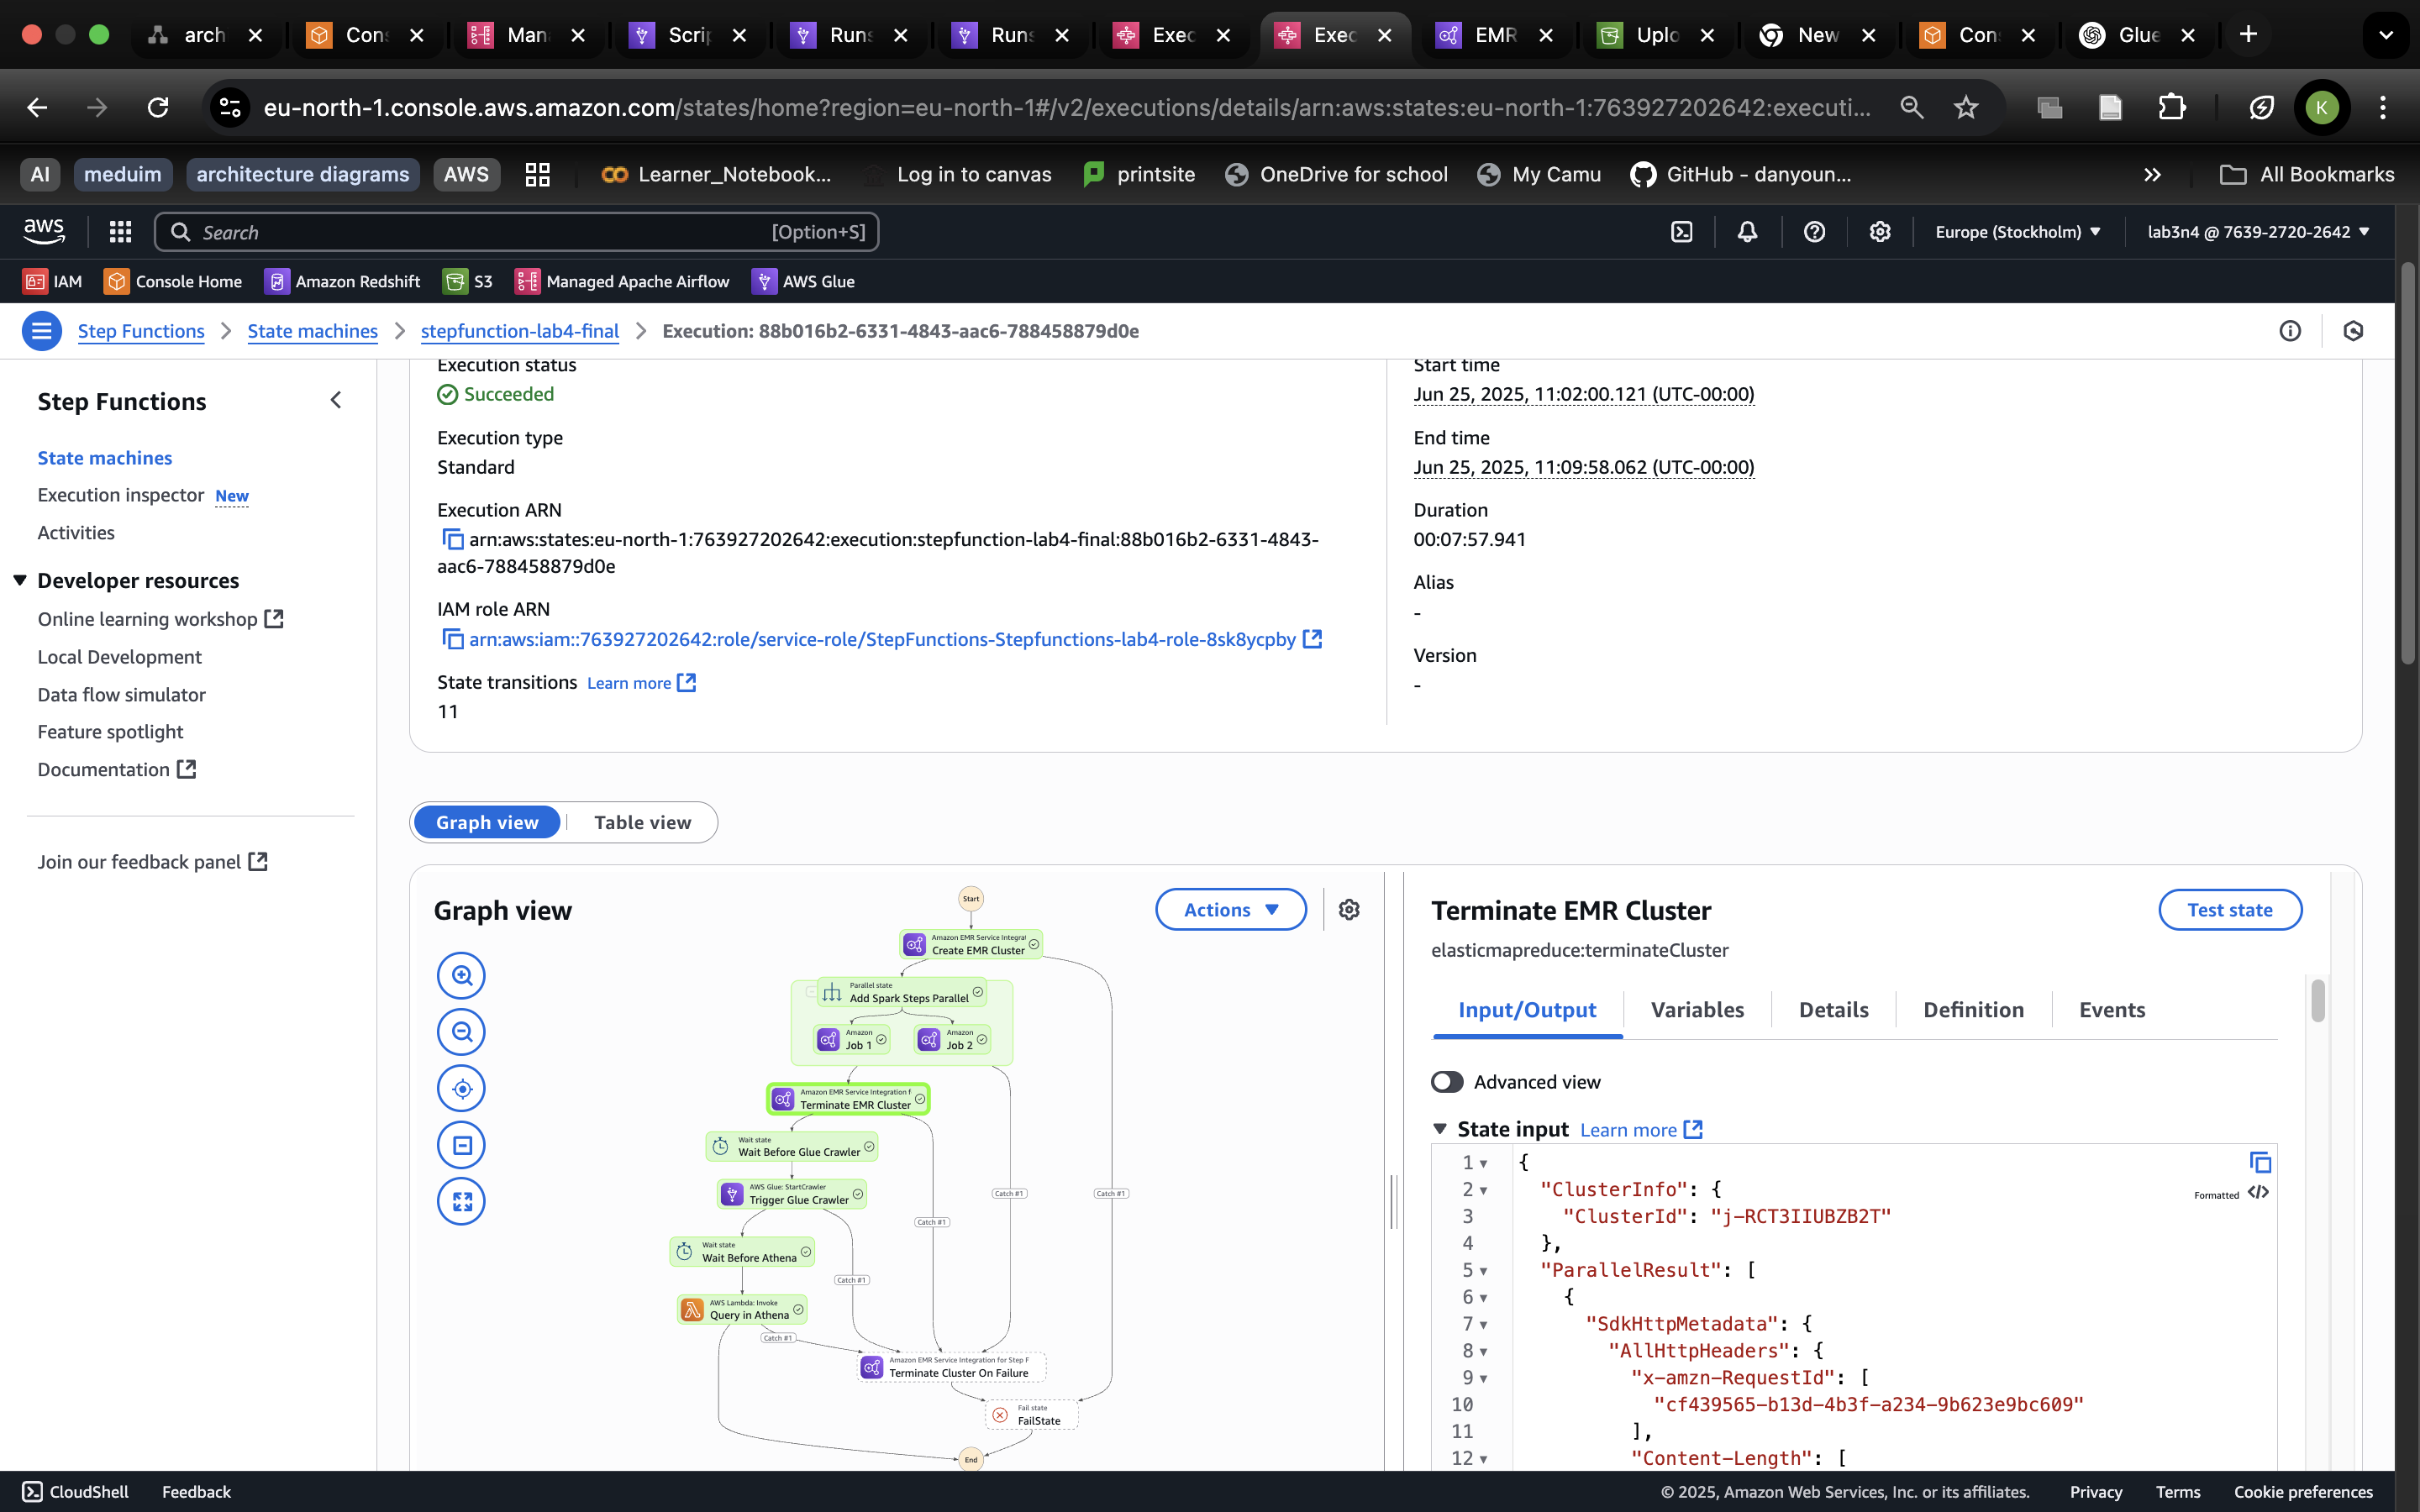 arch
Cons
Man
Scrip
Runs
Runs
Exec
Exec
EMR
Uplo
New
Con
Glue
eu-north-1.console.aws.amazon.com/states/home?region=eu-north-1#/v2/executions/details/arn:aws:states:eu-north-1:763927202642:executi...
K
AI
meduim
architecture diagrams
AWS
Learner_Notebook...
Log in to canvas
printsite
OneDrive for school
My Camu
GitHub - danyoun...
All Bookmarks
aws
Search
[Option+S]
Europe (Stockholm)
lab3n4 @ 7639-2720-2642
IAM
Console Home
Amazon Redshift
S3
Managed Apache Airflow
AWS Glue
Step Functions
State machines
stepfunction-lab4-final
Execution: 88b016b2-6331-4843-aac6-788458879d0e
Step Functions
State machines
Execution inspector New
Activities
Developer resources
Online learning workshop
Local Development
Data flow simulator
Feature spotlight
Documentation
Join our feedback panel
Execution status
Succeeded
Execution type
Standard
Execution ARN
arn:aws:states:eu-north-1:763927202642:execution:stepfunction-lab4-final:88b016b2-6331-4843-
aac6-788458879d0e
IAM role ARN
arn:aws:iam::763927202642:role/service-role/StepFunctions-Stepfunctions-lab4-role-8sk8ycpby
State transitions Learn more
11
Start time
Jun 25, 2025, 11:02:00.121 (UTC-00:00)
End time
Jun 25, 2025, 11:09:58.062 (UTC-00:00)
Duration
00:07:57.941
Alias
-
Version
-
Graph view
Table view
Graph view
Actions
Start
Amazon EMR Service Integrat
Create EMR Cluster
Parallel state
Add Spark Steps Parallel
Amazon
Job 1
Amazon
Job 2
Amazon EMR Service Integration f
Terminate EMR Cluster
Wait state
Wait Before Glue Crawler
AWS Glue: StartCrawler
Trigger Glue Crawler
Catch #1
Catch #1
Catch #1
Wait state
Wait Before Athena
Catch #1
AWS Lambda: Invoke
Query in Athena
Catch #1
Amazon EMR Service Integration for Step F
Terminate Cluster On Failure
Fail state
FailState
End
Terminate EMR Cluster
Test state
elasticmapreduce:terminateCluster
Input/Output
Variables
Details
Definition
Events
Advanced view
State input Learn more
Formatted
1 {
2 "ClusterInfo": {
3 "ClusterId": "j-RCT3IIUBZB2T"
4 },
5 "ParallelResult": [
6 {
7 "SdkHttpMetadata": {
8 "AllHttpHeaders": {
9 "x-amzn-RequestId": [
10 "cf439565-b13d-4b3f-a234-9b623e9bc609"
11 ],
12 "Content-Length": [
CloudShell
Feedback
© 2025, Amazon Web Services, Inc. or its affiliates.
Privacy
Terms
Cookie preferences